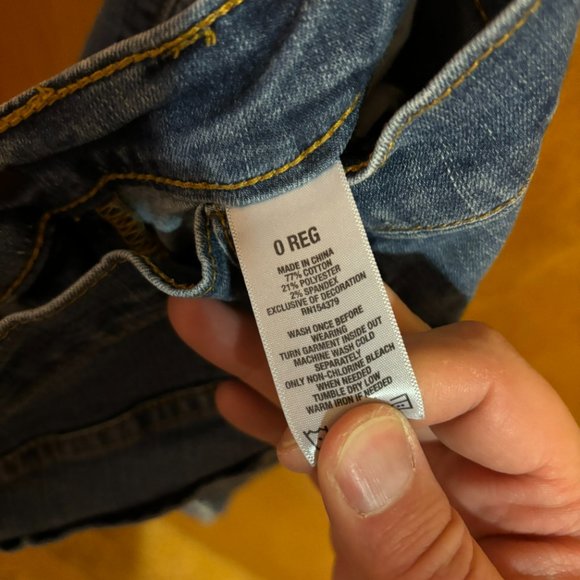 0 REG
MADE IN CHINA
77% COTTON
21% POLYESTER
2% SPANDEX
EXCLUSIVE OF DECORATION
RN154379
WASH ONCE BEFORE
WEARING
TURN GARMENT INSIDE OUT
MACHINE WASH COLD
SEPARATELY
ONLY NON-CHLORINE BLEACH
WHEN NEEDED
TUMBLE DRY LOW
WARM IRON IF NEEDED